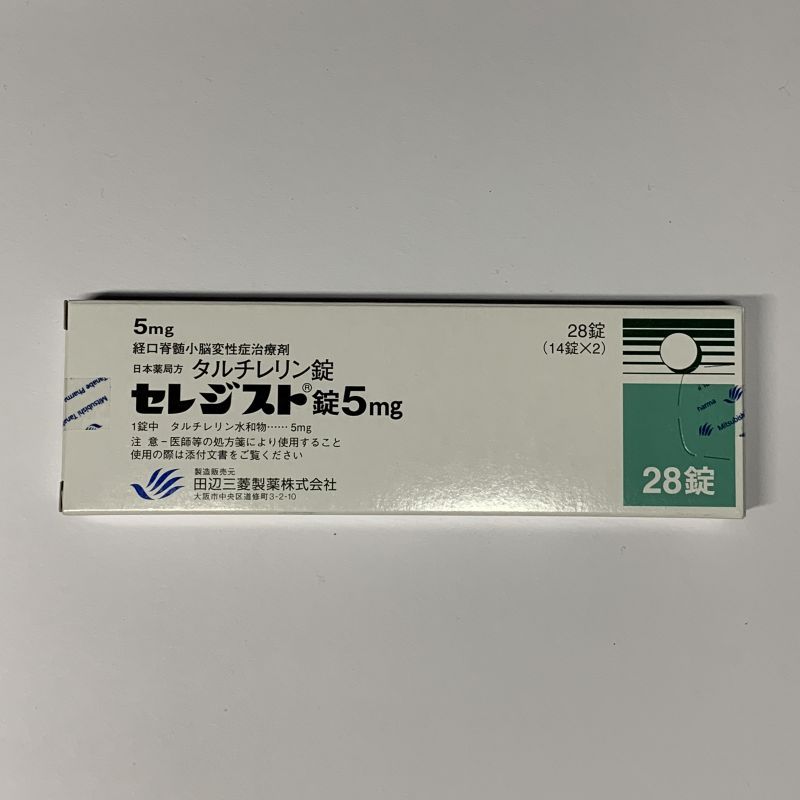 5mg
経口脊髄小脳変性症治療剤
日本薬局方 タルチレリン錠
セレジスト®錠5mg
1錠中 タルチレリン水和物……5mg
注 意－医師等の処方箋により使用すること
使用の際は添付文書をご覧ください
製造販売元
田辺三菱製薬株式会社
大阪市中央区道修町3-2-10
28錠
(14錠×2)
28錠
Tanabe Pharma
Mitsubishi Tana
harma
Mitsubish